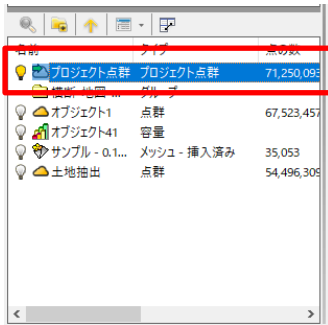 名前 タイプ 点の数
プロジェクト点群 プロジェクト点群 71,250,093
横断-地図 ... グループ
オブジェクト1 点群 67,523,457
オブジェクト41 容量
サンプル - 0.1... メッシュ - 挿入済み 35,053
土地抽出 点群 54,496,309